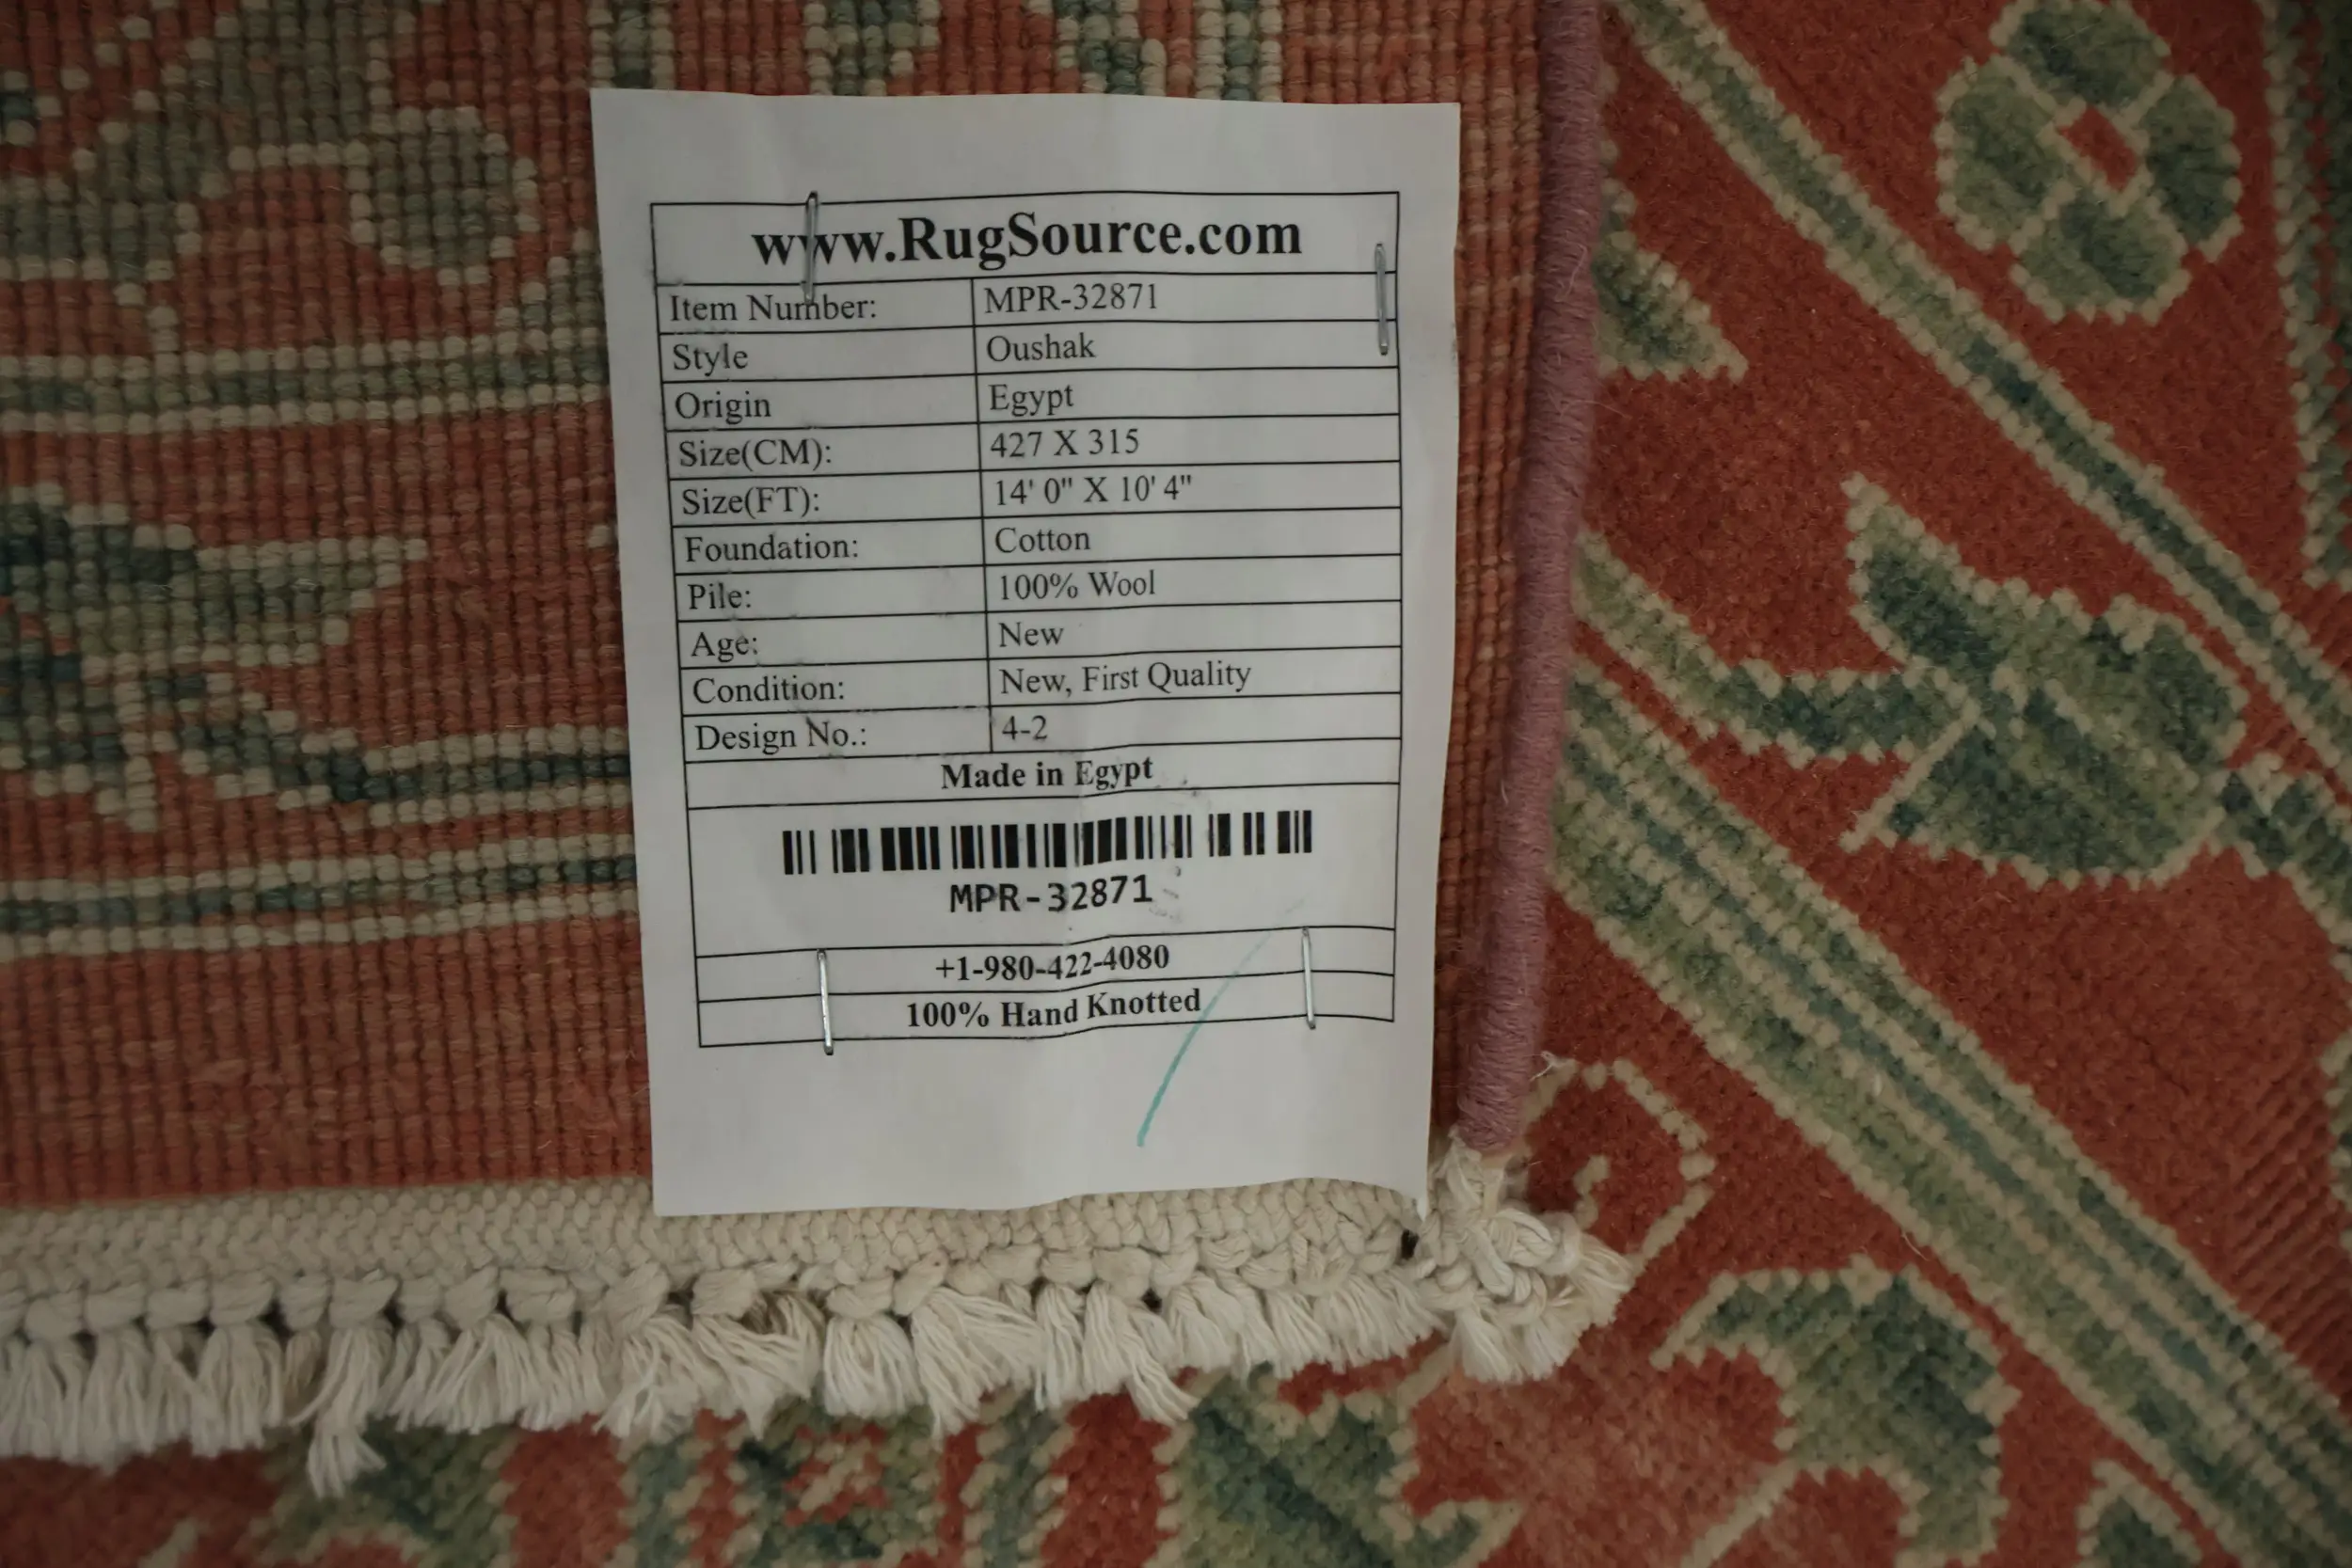 www.RugSource.com
Item Number: MPR-32871
Style Oushak
Origin Egypt
Size(CM): 427 X 315
Size(FT): 14' 0" X 10' 4"
Foundation: Cotton
Pile: 100% Wool
Age: New
Condition: New, First Quality
Design No.: 4-2
Made in Egypt
MPR-32871
+1-980-422-4080
100% Hand Knotted